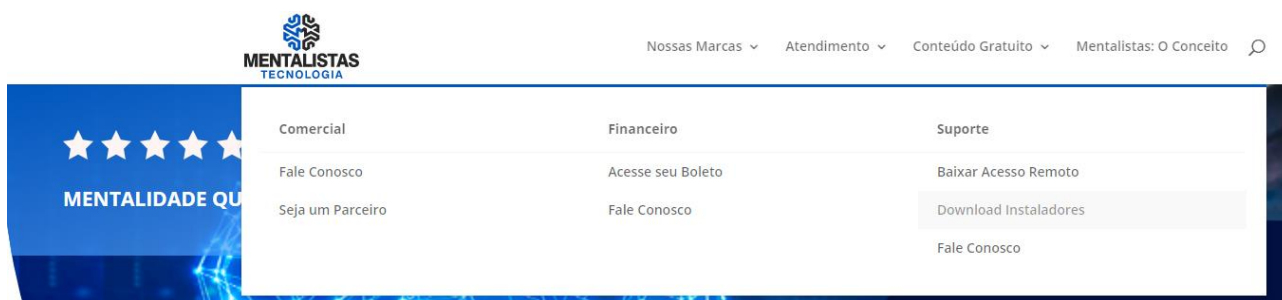 MENTALISTAS
TECNOLOGIA
Nossas Marcas
Atendimento
Conteúdo Gratuito
Mentalistas: O Conceito
Comercial
Fale Conosco
Seja um Parceiro
Financeiro
Acesse seu Boleto
Fale Conosco
Suporte
Baixar Acesso Remoto
Download Instaladores
Fale Conosco
MENTALIDADE QU